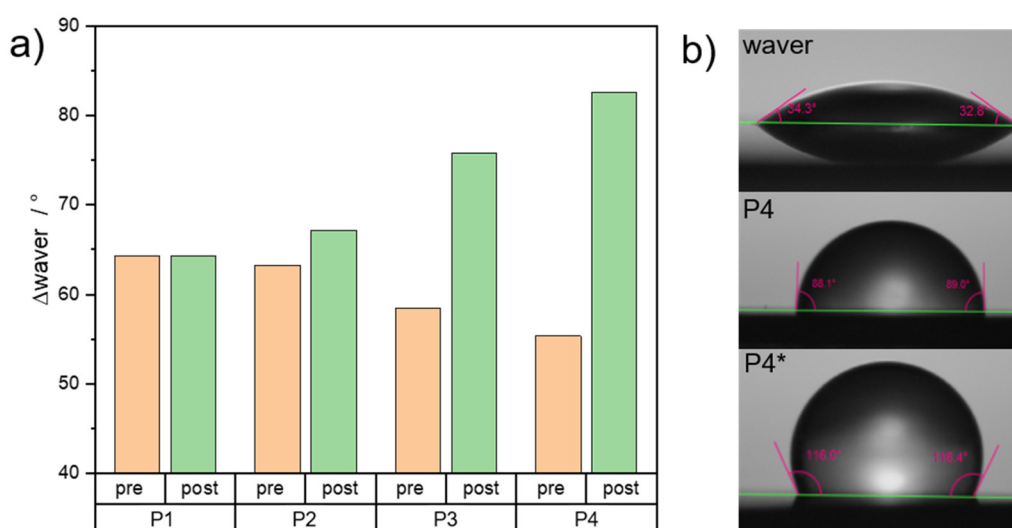 a)
90
80
70
60
50
40
Δwaver / °
pre post pre post pre post pre post
P1 P2 P3 P4
b)
waver
34.3° 32.8°
P4
88.1° 89.0°
P4*
116.0° 116.4°